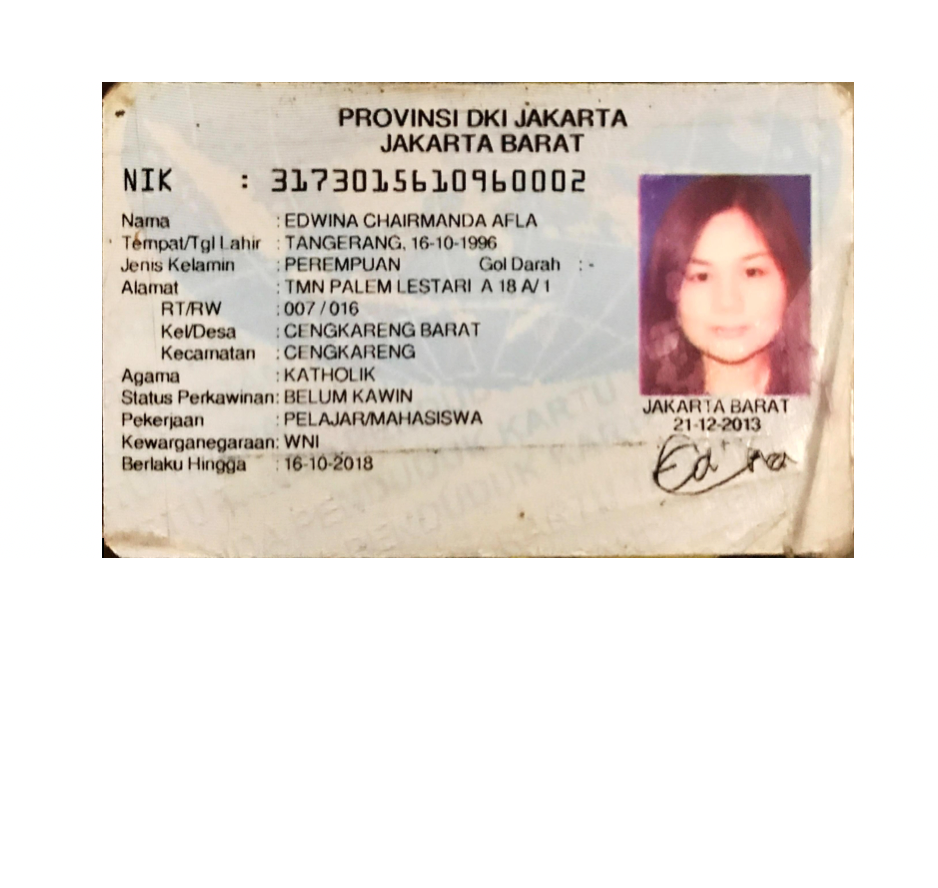 PROVINSI DKI JAKARTA
JAKARTA BARAT
NIK : 3173015610960002
Nama : EDWINA CHAIRMANDA AFLA
Tempat/Tgl Lahir : TANGERANG, 16-10-1996
Jenis Kelamin : PEREMPUAN Gol Darah : -
Alamat : TMN PALEM LESTARI A 18 A/ 1
RT/RW : 007 / 016
Kel/Desa : CENGKARENG BARAT
Kecamatan : CENGKARENG
Agama : KATHOLIK
Status Perkawinan: BELUM KAWIN
Pekerjaan : PELAJAR/MAHASISWA
Kewarganegaraan: WNI
Berlaku Hingga : 16-10-2018
JAKARTA BARAT
21-12-2013